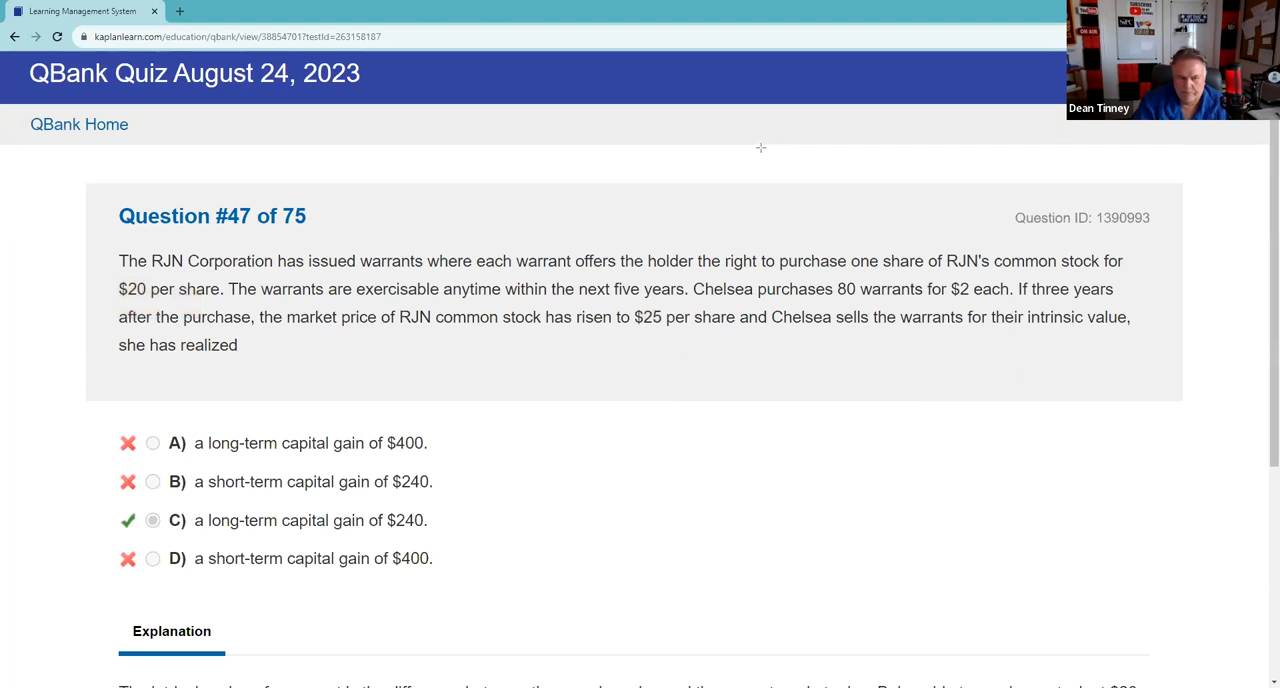 Learning Management System
kaplanlearn.com/education/qbank/view/38854701?testId=263158187
QBank Quiz August 24, 2023
SUBSCRIBE
ON AIR
SIPC
Dean Tinney
QBank Home
Question #47 of 75
Question ID: 1390993
The RJN Corporation has issued warrants where each warrant offers the holder the right to purchase one share of RJN's common stock for
$20 per share. The warrants are exercisable anytime within the next five years. Chelsea purchases 80 warrants for $2 each. If three years
after the purchase, the market price of RJN common stock has risen to $25 per share and Chelsea sells the warrants for their intrinsic value,
she has realized
A) a long-term capital gain of $400.
B) a short-term capital gain of $240.
C) a long-term capital gain of $240.
D) a short-term capital gain of $400.
Explanation